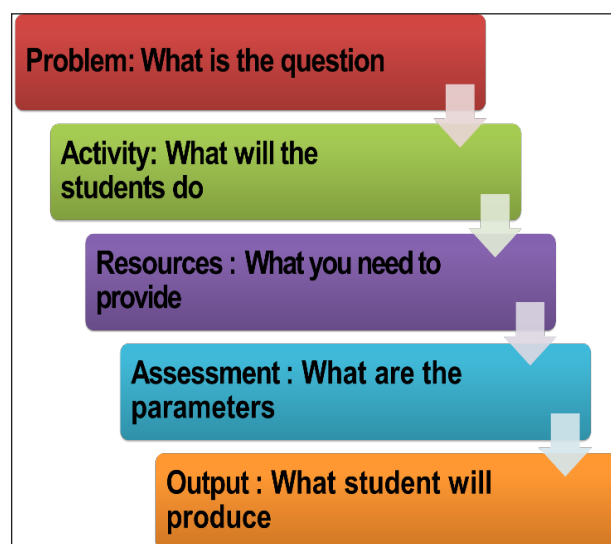 Problem: What is the question
Activity: What will the
students do
Resources : What you need to
provide
Assessment : What are the
parameters
Output : What student will
produce